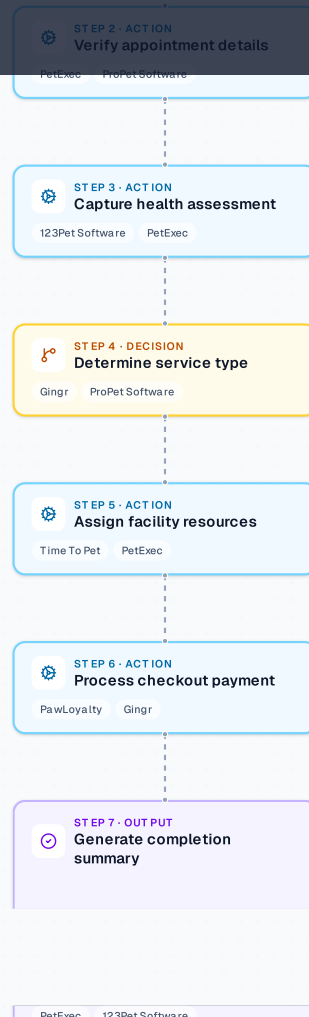 STEP 2 · ACTION
Verify appointment details
PetExec ProPet Software
STEP 3 · ACTION
Capture health assessment
123Pet Software PetExec
STEP 4 · DECISION
Determine service type
Gingr ProPet Software
STEP 5 · ACTION
Assign facility resources
Time To Pet PetExec
STEP 6 · ACTION
Process checkout payment
PawLoyalty Gingr
STEP 7 · OUTPUT
Generate completion
summary
PetExec 123Pet Software